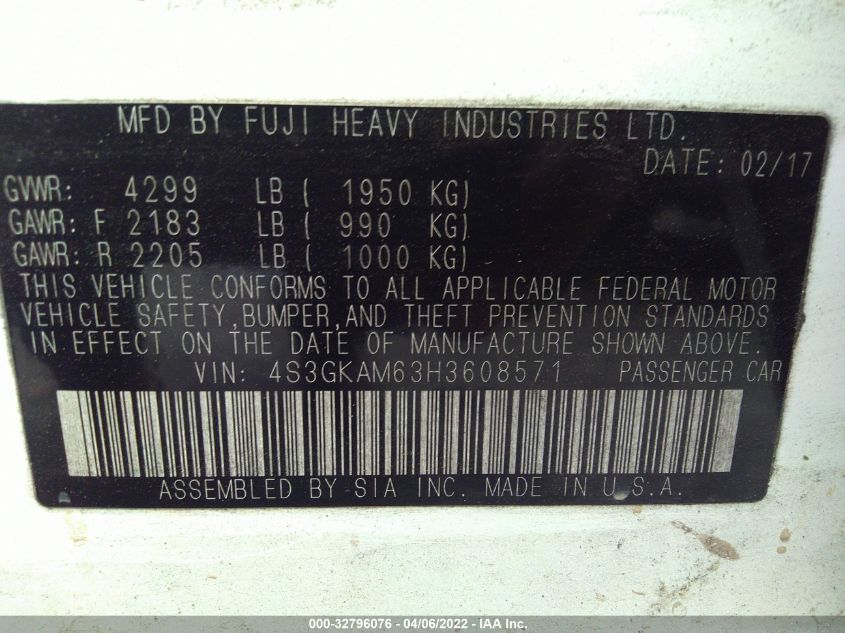 MFD BY FUJI HEAVY INDUSTRIES LTD.
DATE: 02/17
GVWR: 4299 LB ( 1950 KG)
GAWR: F 2183 LB ( 990 KG)
GAWR: R 2205 LB ( 1000 KG)
THIS VEHICLE CONFORMS TO ALL APPLICABLE FEDERAL MOTOR
VEHICLE SAFETY, BUMPER, AND THEFT PREVENTION STANDARDS
IN EFFECT ON THE DATE OF MANUFACTURE SHOWN ABOVE.
VIN: 4S3GKAM63H3608571 PASSENGER CAR
ASSEMBLED BY SIA INC. MADE IN U.S.A.
000-32796076 - 04/06/2022 - IAA Inc.